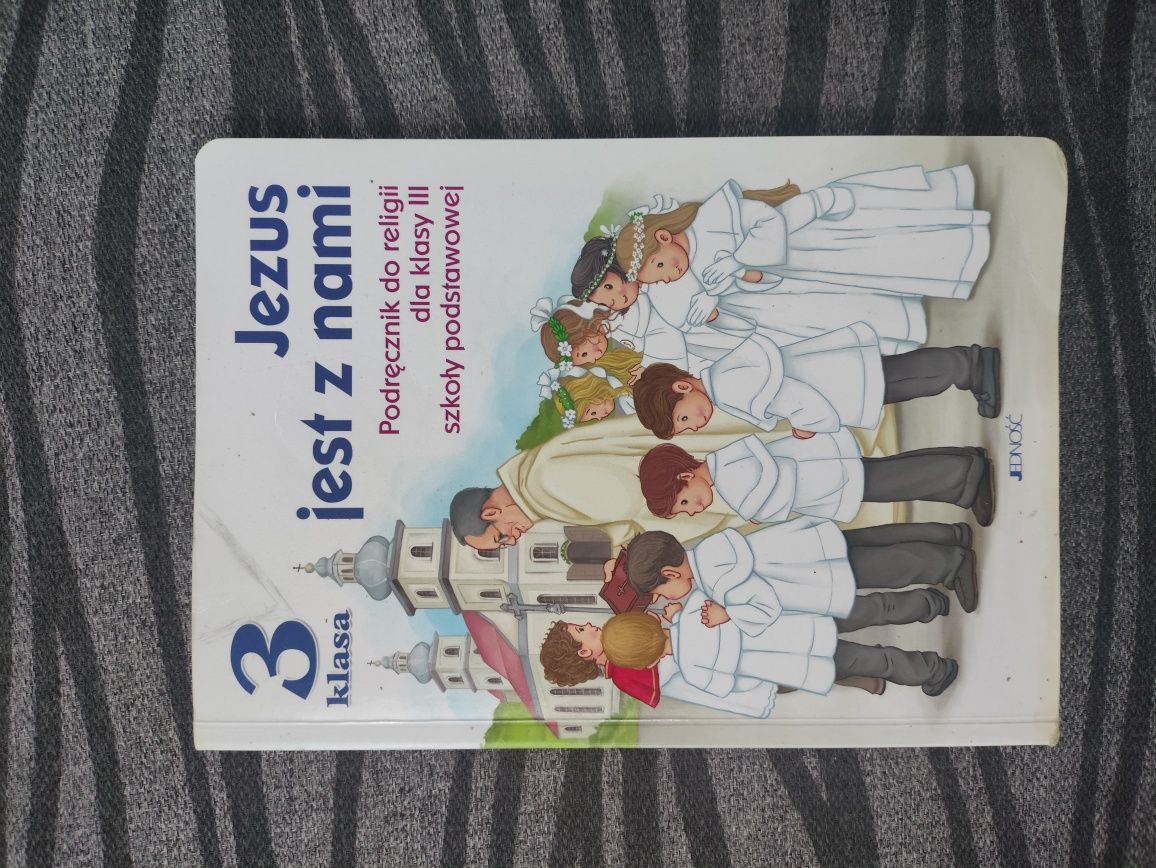 3
klasa
Jezus
jest z nami
Podręcznik do religii
dla klasy III
szkoły podstawowej
JEDNOŚĆ